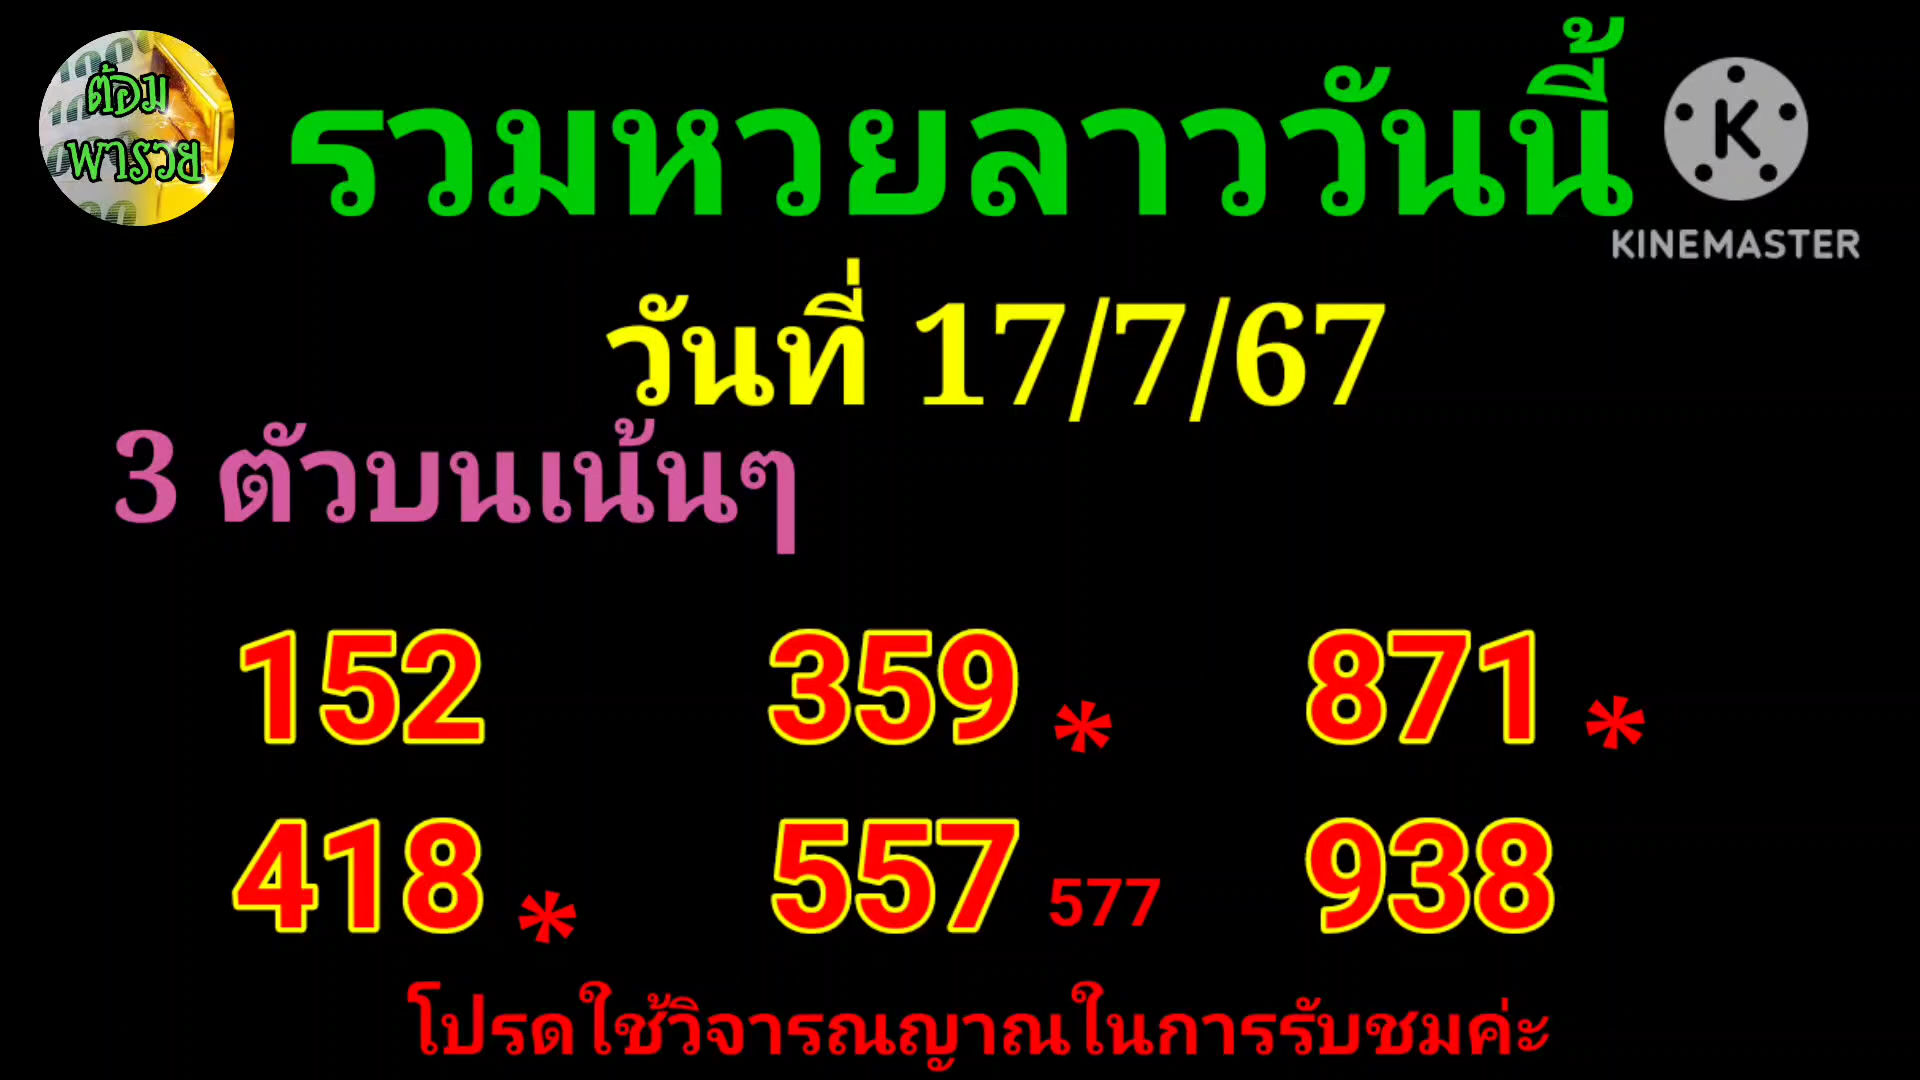 ต้อม
พารวย
รวมหวยลาววันนี้
KINEMASTER
วันที่ 17/7/67
3 ตัวบนเน้นๆ
152 359 * 871 *
418 * 557 577 938
โปรดใช้วิจารณญาณในการรับชมค่ะ